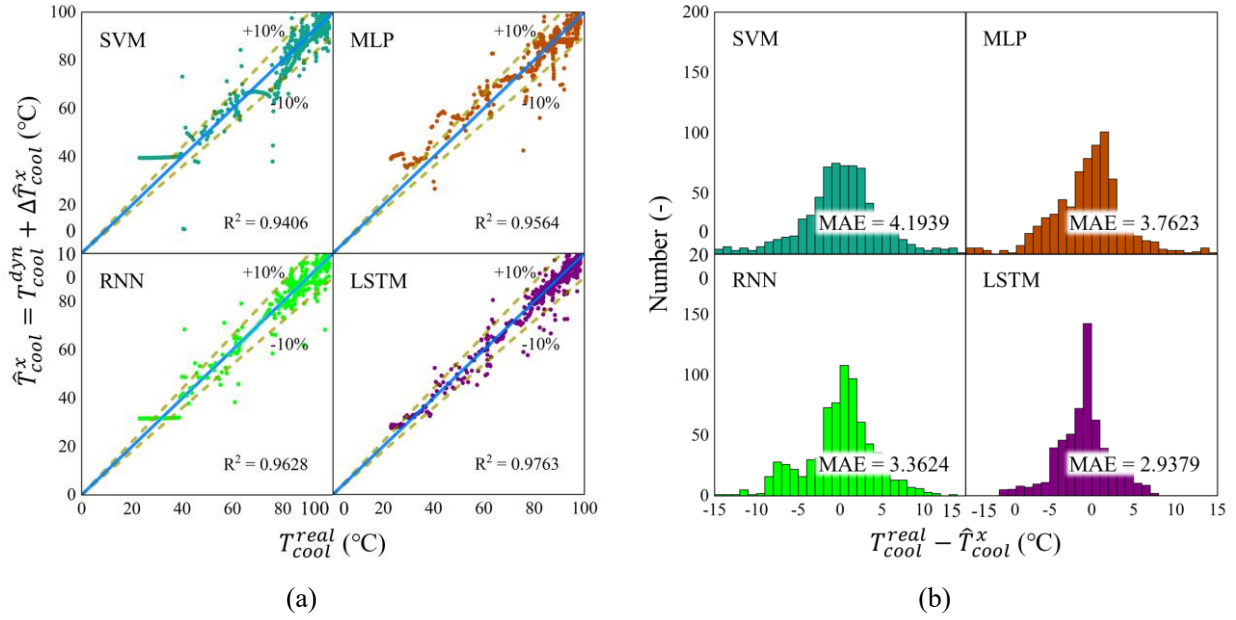 100
80
60
40
20
0
SVM
+10%
-10%
R² = 0.9406
MLP
+10%
-10%
R² = 0.9564
10
0
80
60
40
20
0
RNN
+10%
-10%
R² = 0.9628
LSTM
+10%
-10%
R² = 0.9763
0 20 40 60 80 100 20 40 60 80 100
T̂ˣ_cool = T^dyn_cool + ΔT̂ˣ_cool (°C)
T^real_cool (°C)
(a)
200
150
100
50
0
SVM
MAE = 4.1939
MLP
MAE = 3.7623
20
0
150
100
50
0
RNN
MAE = 3.3624
LSTM
MAE = 2.9379
-15 -10 -5 0 5 10 15 -10 0 -5 0 5 10 15
Number (-)
T^real_cool − T̂ˣ_cool (°C)
(b)